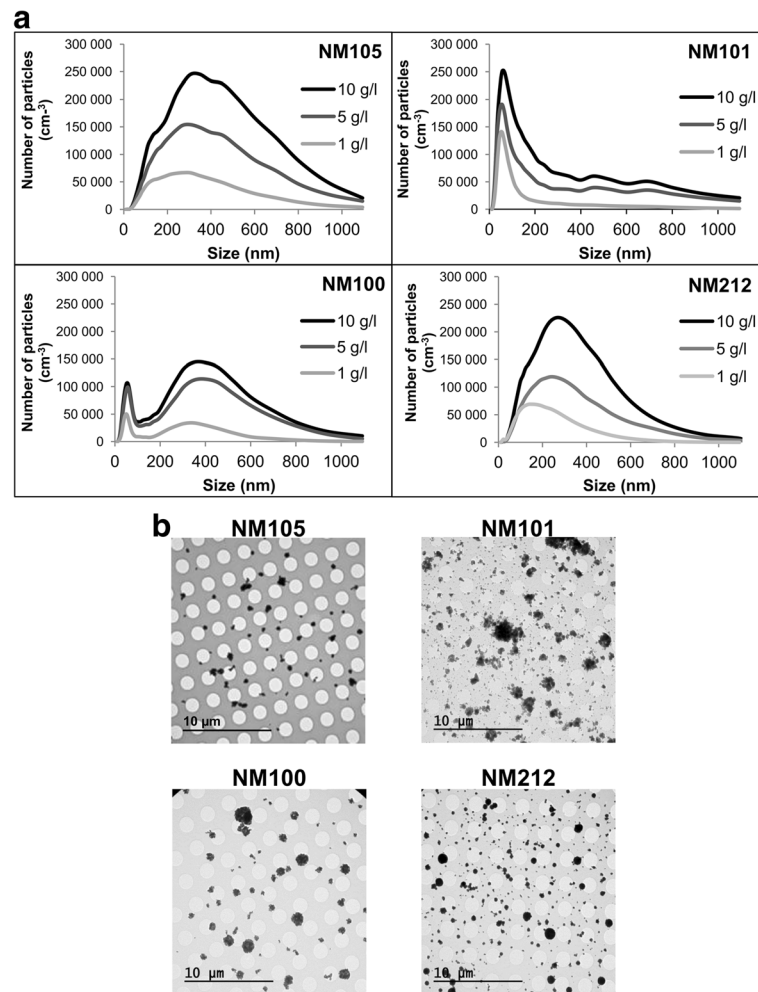 a
NM105
300 000
250 000
200 000
150 000
100 000
50 000
0
Number of particles
(cm-3)
10 g/l
5 g/l
1 g/l
0 200 400 600 800 1000
Size (nm)
NM101
300 000
250 000
200 000
150 000
100 000
50 000
0
Number of particles
(cm-3)
10 g/l
5 g/l
1 g/l
0 200 400 600 800 1000
Size (nm)
NM100
300 000
250 000
200 000
150 000
100 000
50 000
0
Number of particles
(cm-3)
10 g/l
5 g/l
1 g/l
0 200 400 600 800 1000
Size (nm)
NM212
300 000
250 000
200 000
150 000
100 000
50 000
0
Number of particles
(cm-3)
10 g/l
5 g/l
1 g/l
0 200 400 600 800 1000
Size (nm)
b
NM105
10 µm
NM101
10 µm
NM100
10 µm
NM212
10 µm